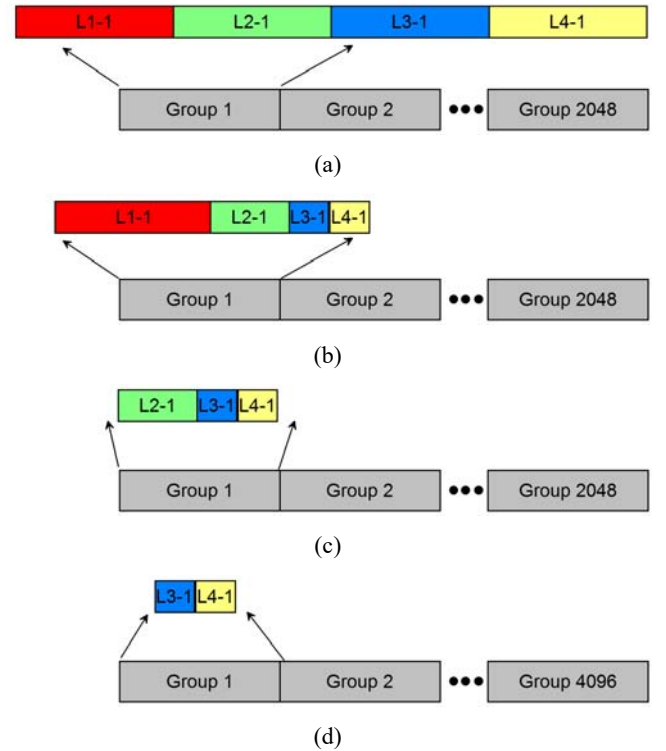 L1-1 L2-1 L3-1 L4-1
Group 1 Group 2 Group 2048
(a)
L1-1 L2-1 L3-1 L4-1
Group 1 Group 2 Group 2048
(b)
L2-1 L3-1 L4-1
Group 1 Group 2 Group 2048
(c)
L3-1 L4-1
Group 1 Group 2 Group 4096
(d)